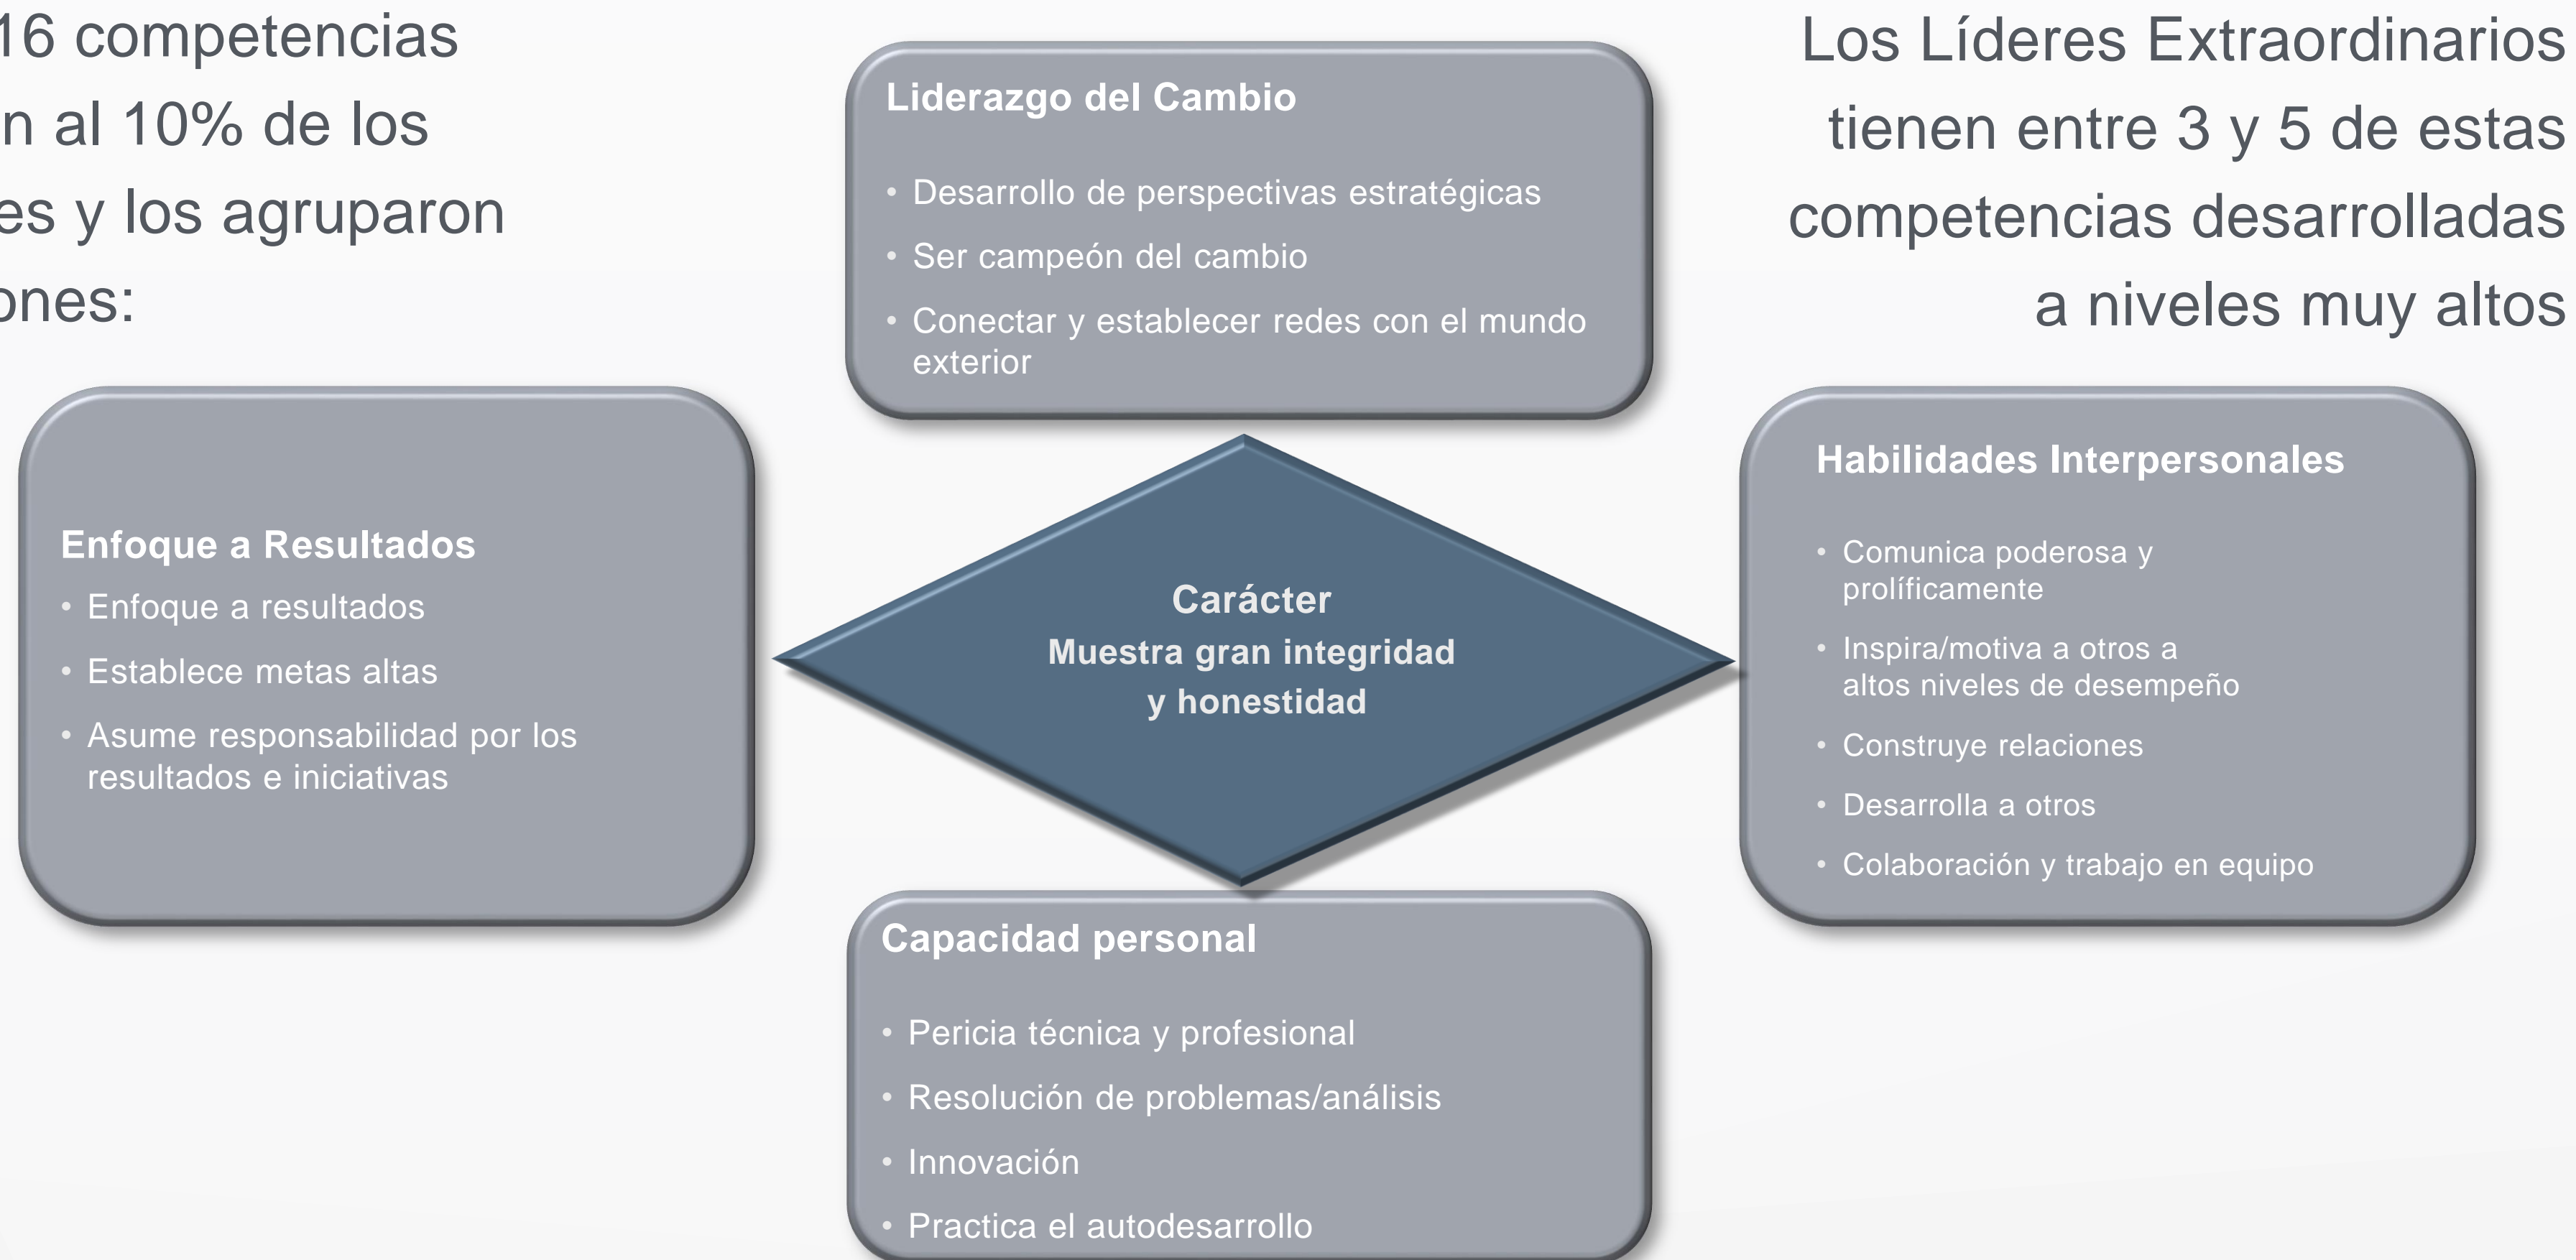 16 competencias
n al 10% de los
es y los agruparon
ones:
Los Líderes Extraordinarios
tienen entre 3 y 5 de estas
competencias desarrolladas
a niveles muy altos
Liderazgo del Cambio
• Desarrollo de perspectivas estratégicas
• Ser campeón del cambio
• Conectar y establecer redes con el mundo
exterior
Enfoque a Resultados
• Enfoque a resultados
• Establece metas altas
• Asume responsabilidad por los
resultados e iniciativas
Carácter
Muestra gran integridad
y honestidad
Habilidades Interpersonales
• Comunica poderosa y
prolíficamente
• Inspira/motiva a otros a
altos niveles de desempeño
• Construye relaciones
• Desarrolla a otros
• Colaboración y trabajo en equipo
Capacidad personal
• Pericia técnica y profesional
• Resolución de problemas/análisis
• Innovación
• Practica el autodesarrollo